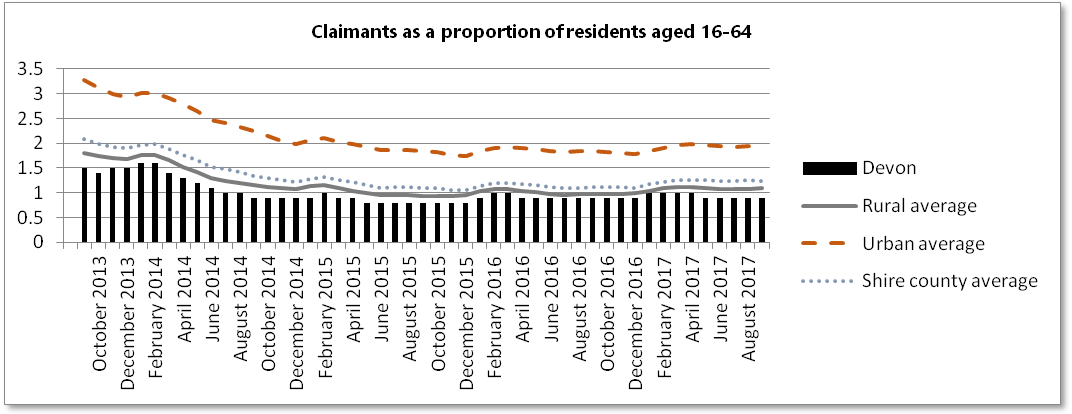 Claimants as a proportion of residents aged 16-64
3.5
3
2.5
2
1.5
1
0.5
0
October 2013
December 2013
February 2014
April 2014
June 2014
August 2014
October 2014
December 2014
February 2015
April 2015
June 2015
August 2015
October 2015
December 2015
February 2016
April 2016
June 2016
August 2016
October 2016
December 2016
February 2017
April 2017
June 2017
August 2017
Devon
Rural average
Urban average
Shire county average